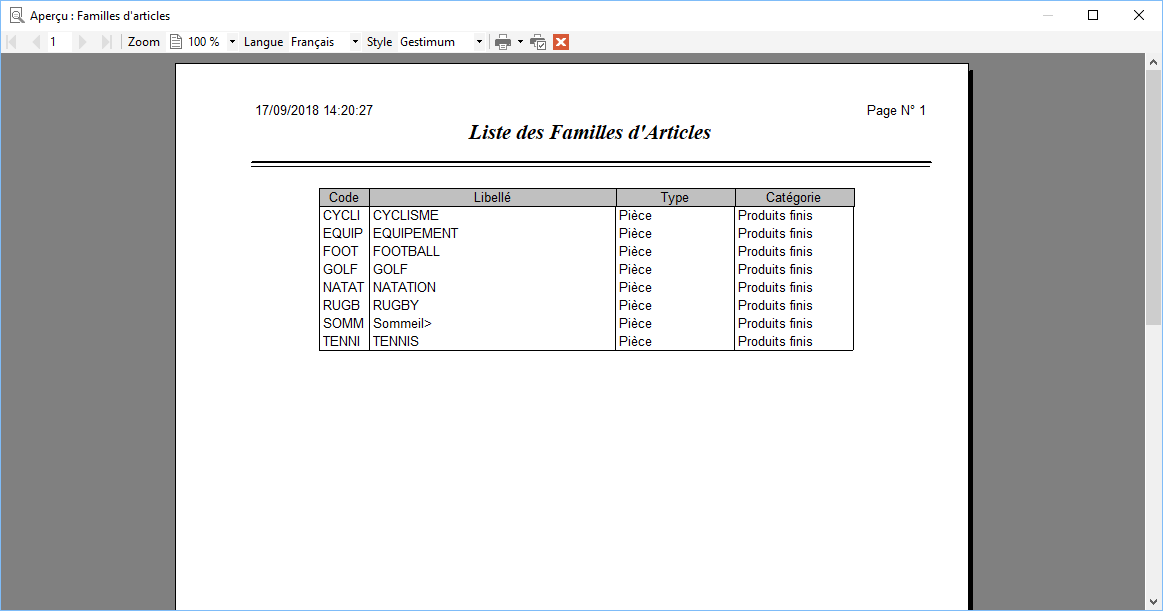 Aperçu : Familles d'articles
1 Zoom 100 % Langue Français Style Gestimum
17/09/2018 14:20:27 Page N° 1
Liste des Familles d'Articles
Code Libellé Type Catégorie
CYCLI CYCLISME Pièce Produits finis
EQUIP EQUIPEMENT Pièce Produits finis
FOOT FOOTBALL Pièce Produits finis
GOLF GOLF Pièce Produits finis
NATAT NATATION Pièce Produits finis
RUGB RUGBY Pièce Produits finis
SOMM Sommeil> Pièce Produits finis
TENNI TENNIS Pièce Produits finis